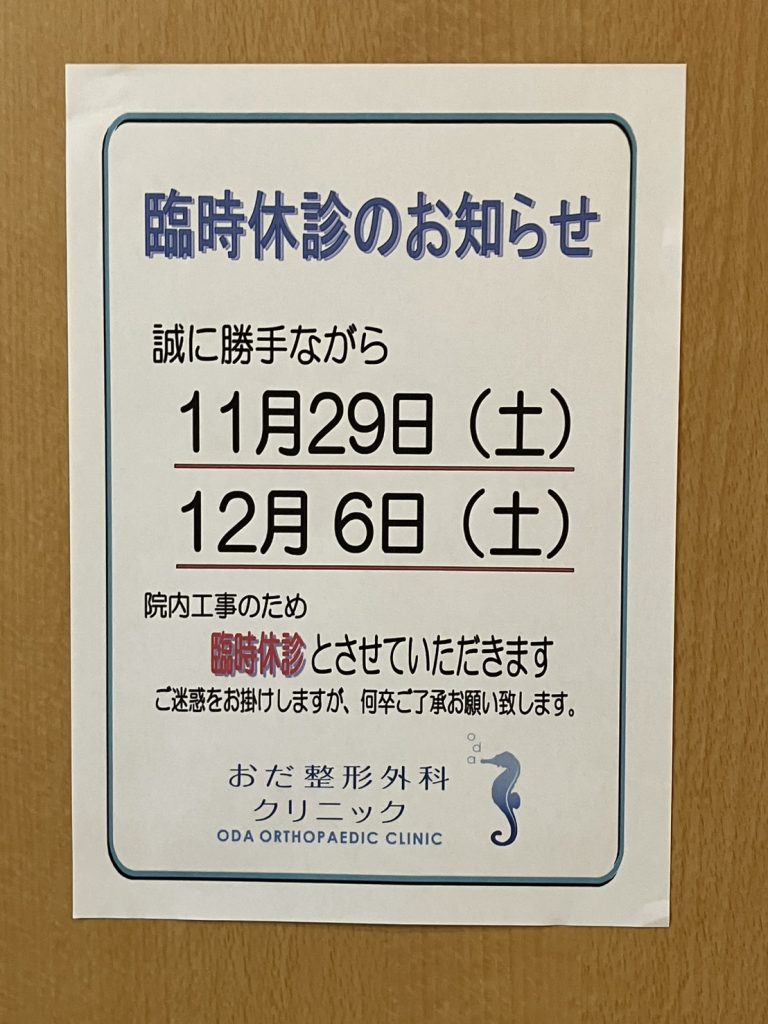 臨時休診のお知らせ
誠に勝手ながら
11月29日（土）
12月 6日（土）
院内工事のため
臨時休診とさせていただきます
ご迷惑をお掛けしますが、何卒ご了承お願い致します。
oda
おだ整形外科
クリニック
ODA ORTHOPAEDIC CLINIC